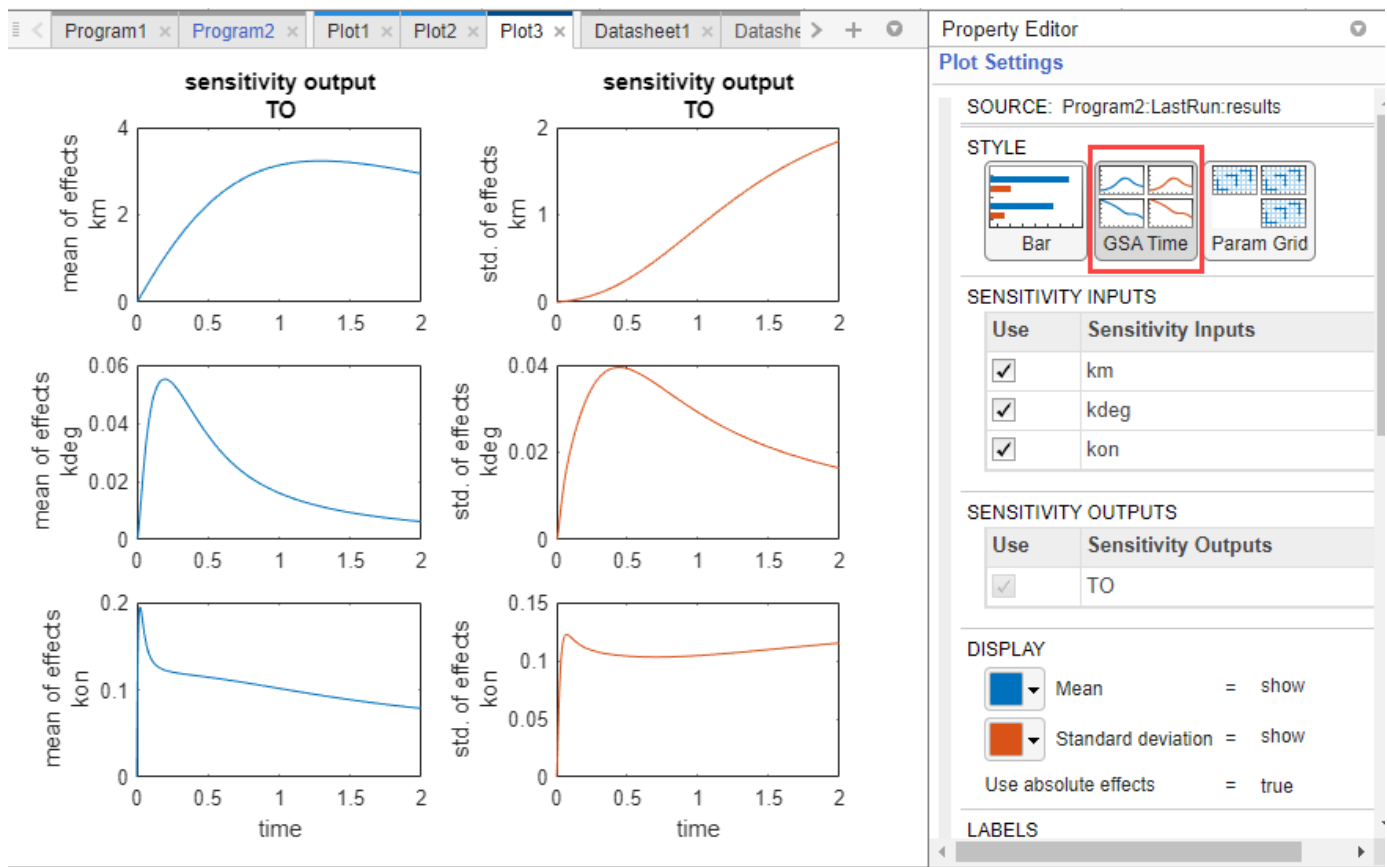 Program1 × Program2 × Plot1 × Plot2 × Plot3 × Datasheet1 × Datashe > +
sensitivity output
TO
sensitivity output
TO
mean of effects
km
4
2
0
0 0.5 1 1.5 2
std. of effects
km
2
1
0
0 0.5 1 1.5 2
mean of effects
kdeg
0.06
0.04
0.02
0
0 0.5 1 1.5 2
std. of effects
kdeg
0.04
0.02
0
0 0.5 1 1.5 2
mean of effects
kon
0.2
0.1
0
0 0.5 1 1.5 2
time
std. of effects
kon
0.15
0.1
0.05
0
0 0.5 1 1.5 2
time
Property Editor
Plot Settings
SOURCE: Program2:LastRun:results
STYLE
Bar GSA Time Param Grid
SENSITIVITY INPUTS
Use Sensitivity Inputs
km
kdeg
kon
SENSITIVITY OUTPUTS
Use Sensitivity Outputs
TO
DISPLAY
Mean = show
Standard deviation = show
Use absolute effects = true
LABELS